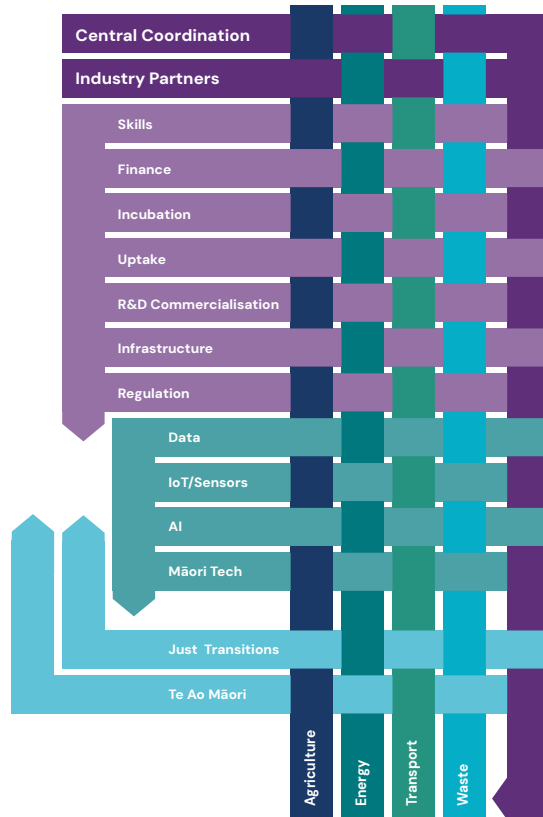 Central Coordination
Industry Partners
Skills
Finance
Incubation
Uptake
R&D Commercialisation
Infrastructure
Regulation
Data
IoT/Sensors
AI
Māori Tech
Just Transitions
Te Ao Māori
Agriculture
Energy
Transport
Waste